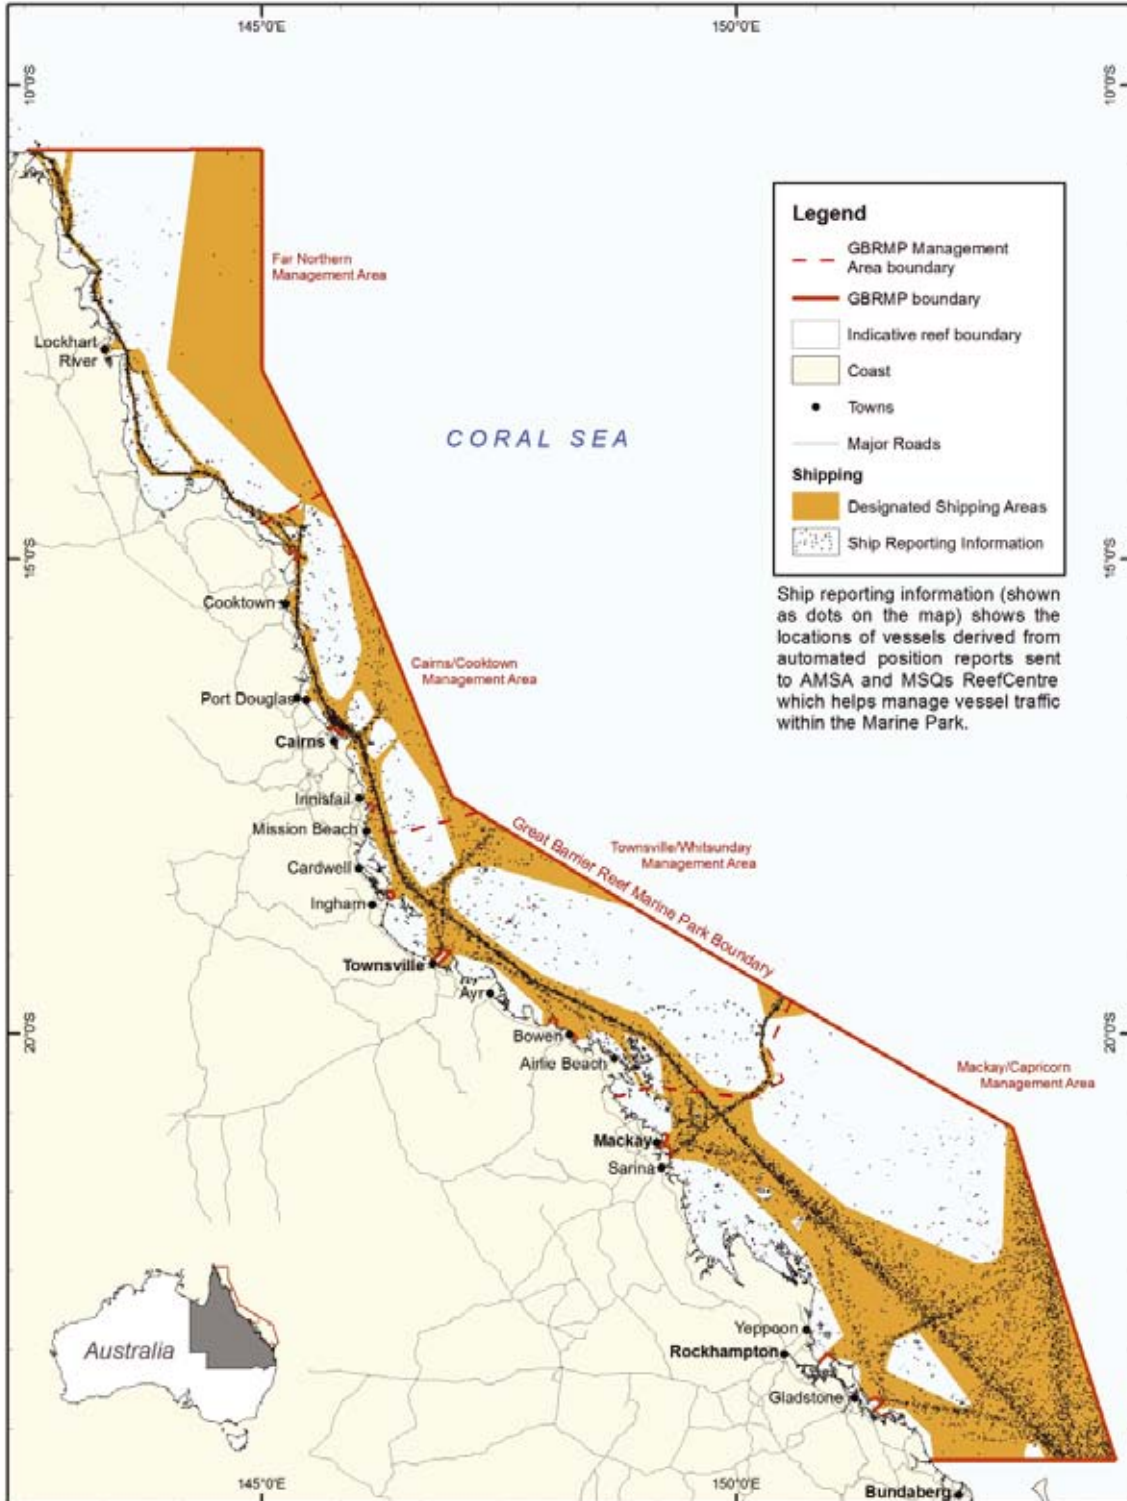 145°0'E
150°0'E
10°0'S
10°0'S
Legend
GBRMP Management
Area boundary
GBRMP boundary
Indicative reef boundary
Coast
Towns
Major Roads
Shipping
Designated Shipping Areas
Ship Reporting Information
Far Northern
Management Area
Lockhart
River
CORAL SEA
15°0'S
15°0'S
Ship reporting information (shown
as dots on the map) shows the
locations of vessels derived from
automated position reports sent
to AMSA and MSQs ReefCentre
which helps manage vessel traffic
within the Marine Park.
Cooktown
Cairns/Cooktown
Management Area
Port Douglas
Cairns
Innisfail
Mission Beach
Great Barrier Reef Marine Park Boundary
Townsville/Whitsunday
Management Area
Cardwell
Ingham
Townsville
Ayr
Bowen
20°0'S
20°0'S
Airlie Beach
Mackay/Capricorn
Management Area
Mackay
Sarina
Yeppoon
Australia
Rockhampton
Gladstone
145°0'E
150°0'E
Bundaberg